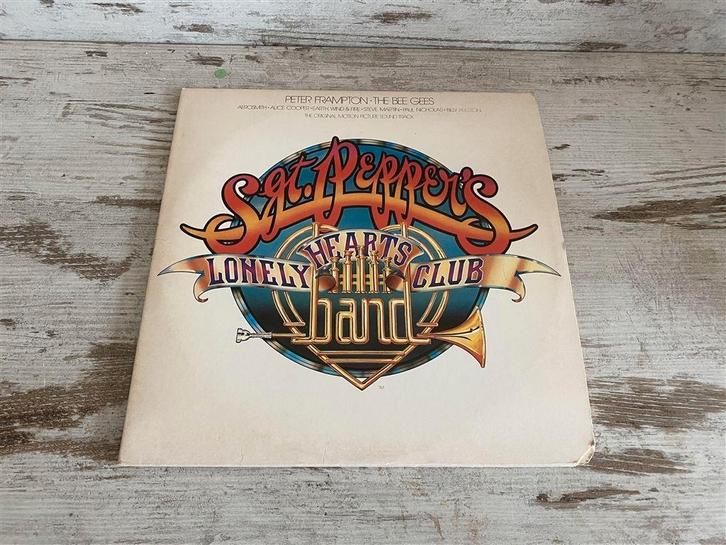 PETER FRAMPTON · THE BEE GEES
AEROSMITH · ALICE COOPER · EARTH, WIND & FIRE · STEVE MARTIN · PAUL NICHOLAS · BILLY PRESTON
THE ORIGINAL MOTION PICTURE SOUND TRACK
Sgt. Pepper's
LONELY HEARTS CLUB
band
TM